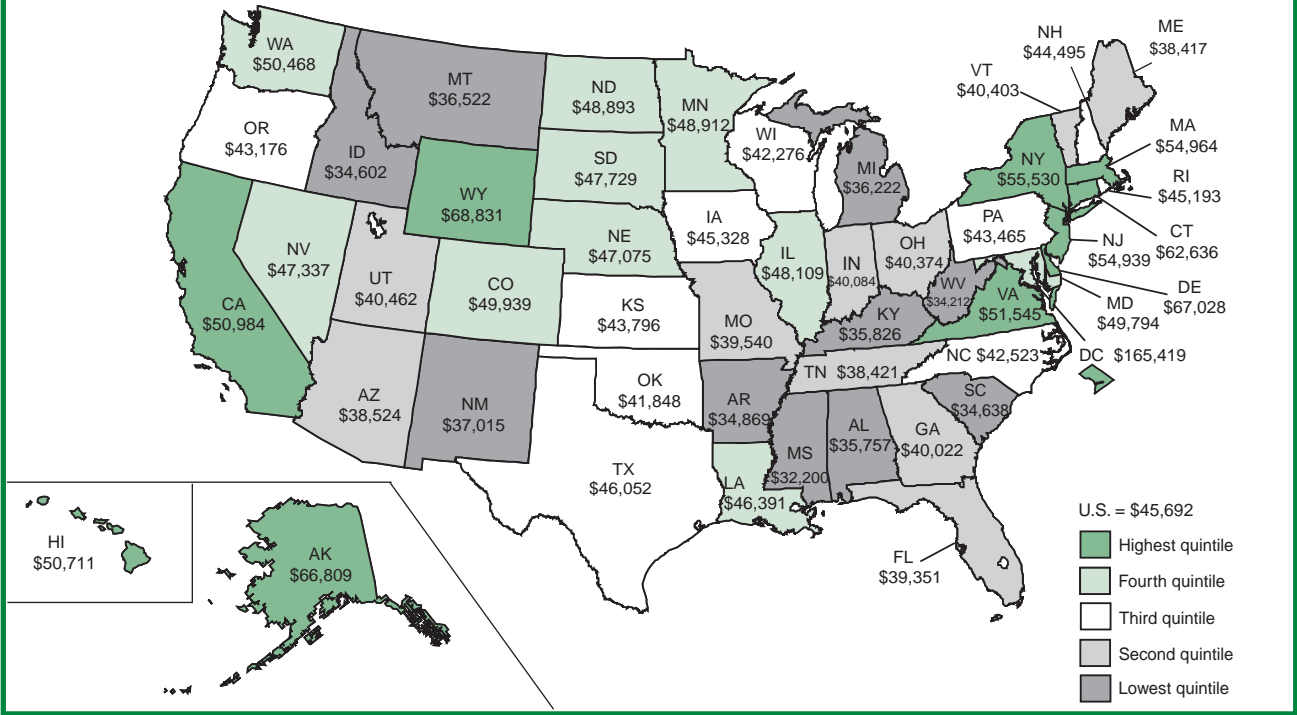 WA
$50,468
OR
$43,176
CA
$50,984
NV
$47,337
ID
$34,602
MT
$36,522
WY
$68,831
UT
$40,462
AZ
$38,524
CO
$49,939
NM
$37,015
ND
$48,893
SD
$47,729
NE
$47,075
KS
$43,796
OK
$41,848
TX
$46,052
MN
$48,912
IA
$45,328
MO
$39,540
AR
$34,869
LA
$46,391
WI
$42,276
IL
$48,109
MI
$36,222
IN
$40,084
OH
$40,374
KY
$35,826
TN $38,421
MS
$32,200
AL
$35,757
GA
$40,022
FL
$39,351
SC
$34,638
NC $42,523
VA
$51,545
WV
$34,212
PA
$43,465
NY
$55,530
VT
$40,403
NH
$44,495
ME
$38,417
MA
$54,964
RI
$45,193
CT
$62,636
NJ
$54,939
DE
$67,028
MD
$49,794
DC $165,419
HI
$50,711
AK
$66,809
U.S. = $45,692
Highest quintile
Fourth quintile
Third quintile
Second quintile
Lowest quintile